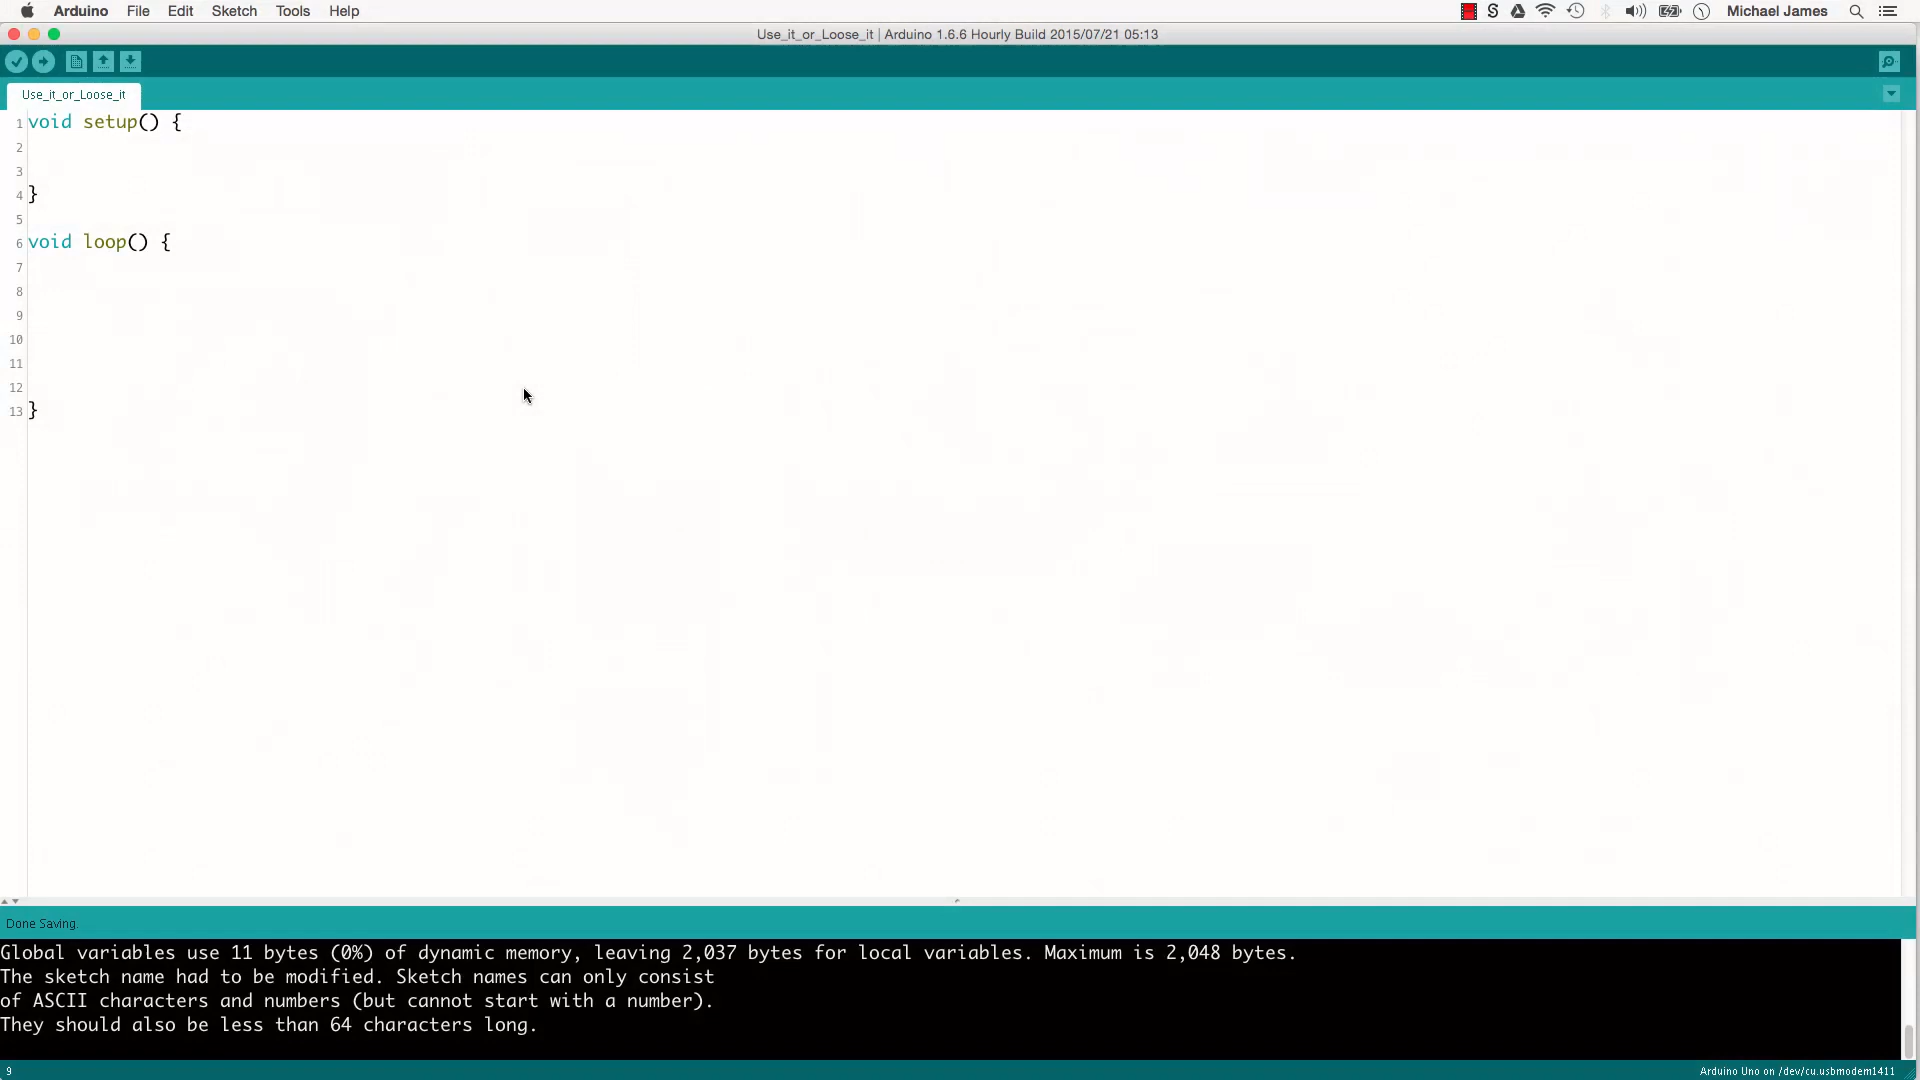 Arduino File Edit Sketch Tools Help Michael James
Use_it_or_Loose_it | Arduino 1.6.6 Hourly Build 2015/07/21 05:13
Use_it_or_Loose_it
1 void setup() {
2
3
4 }
5
6 void loop() {
7
8
9
10
11
12
13 }
Done Saving.
Global variables use 11 bytes (0%) of dynamic memory, leaving 2,037 bytes for local variables. Maximum is 2,048 bytes.
The sketch name had to be modified. Sketch names can only consist
of ASCII characters and numbers (but cannot start with a number).
They should also be less than 64 characters long.
9 Arduino Uno on /dev/cu.usbmodem1411